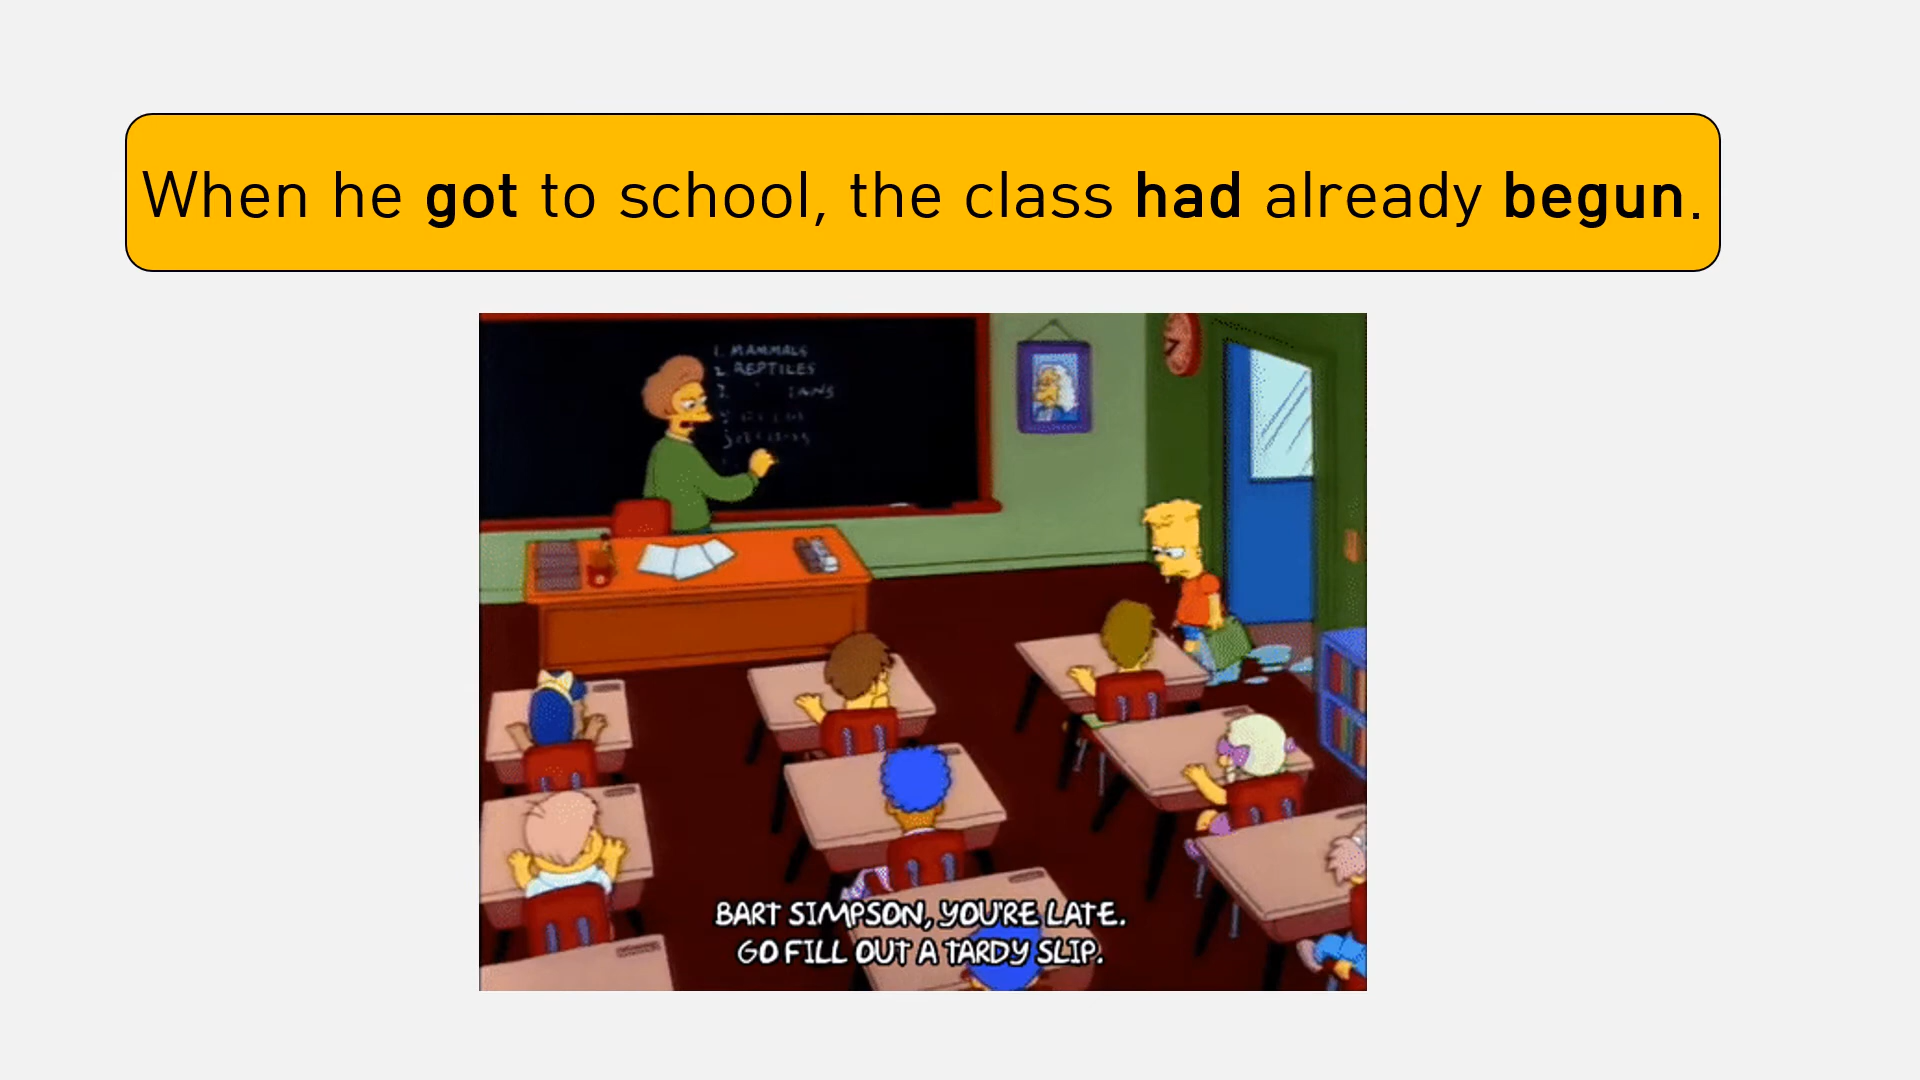 When he got to school, the class had already begun.
1. MAMMALS
2. REPTILES
BART SIMPSON, YOU'RE LATE.
GO FILL OUT A TARDY SLIP.